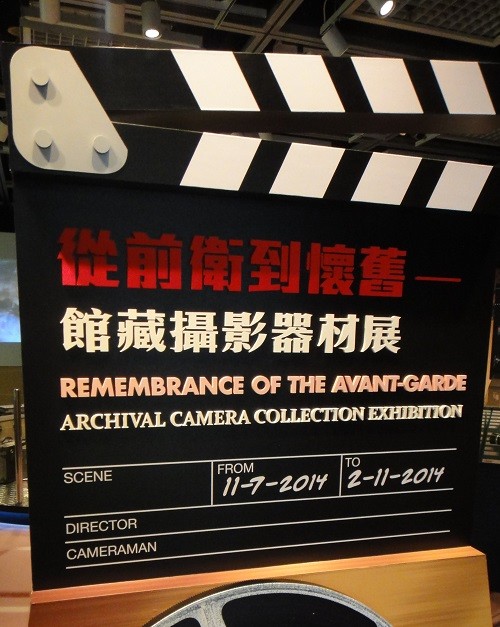 從前衛到懷舊—
館藏攝影器材展
REMEMBRANCE OF THE AVANT-GARDE
ARCHIVAL CAMERA COLLECTION EXHIBITION
SCENE FROM 11-7-2014 TO 2-11-2014
DIRECTOR
CAMERAMAN